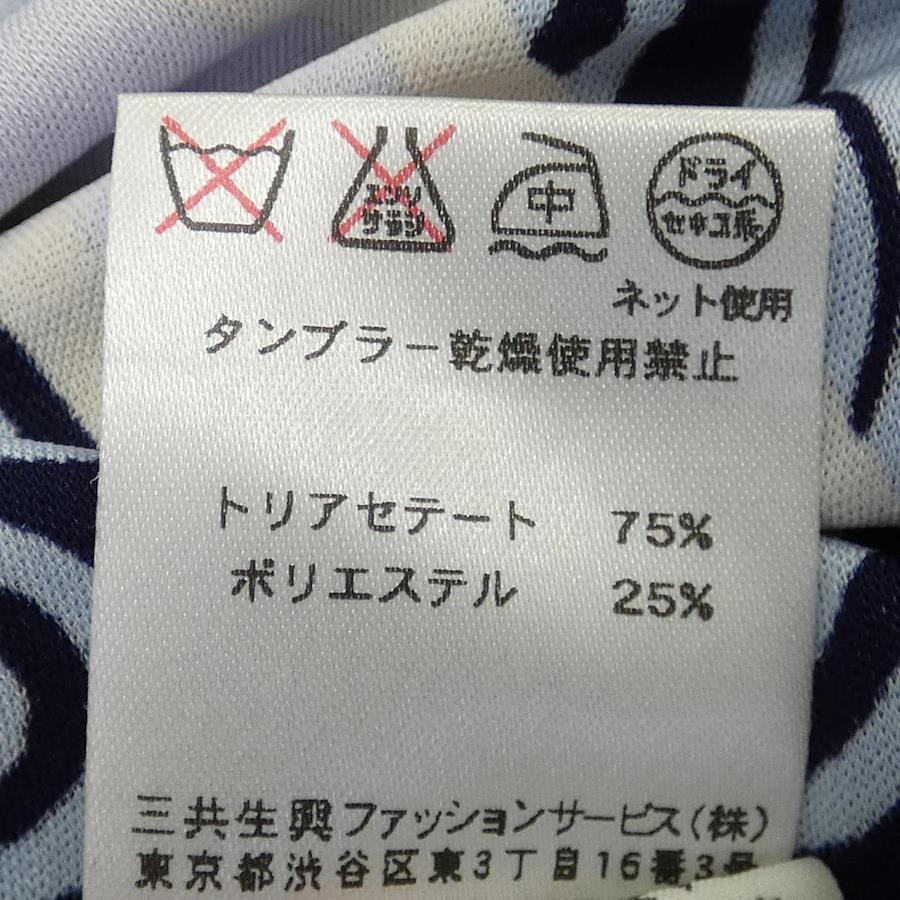 エンソ
サラシ
中
ドライ
セキユ系
ネット使用
タンブラー乾燥使用禁止
トリアセテート 75%
ポリエステル 25%
三共生興ファッションサービス(株)
東京都渋谷区東3丁目16番3号